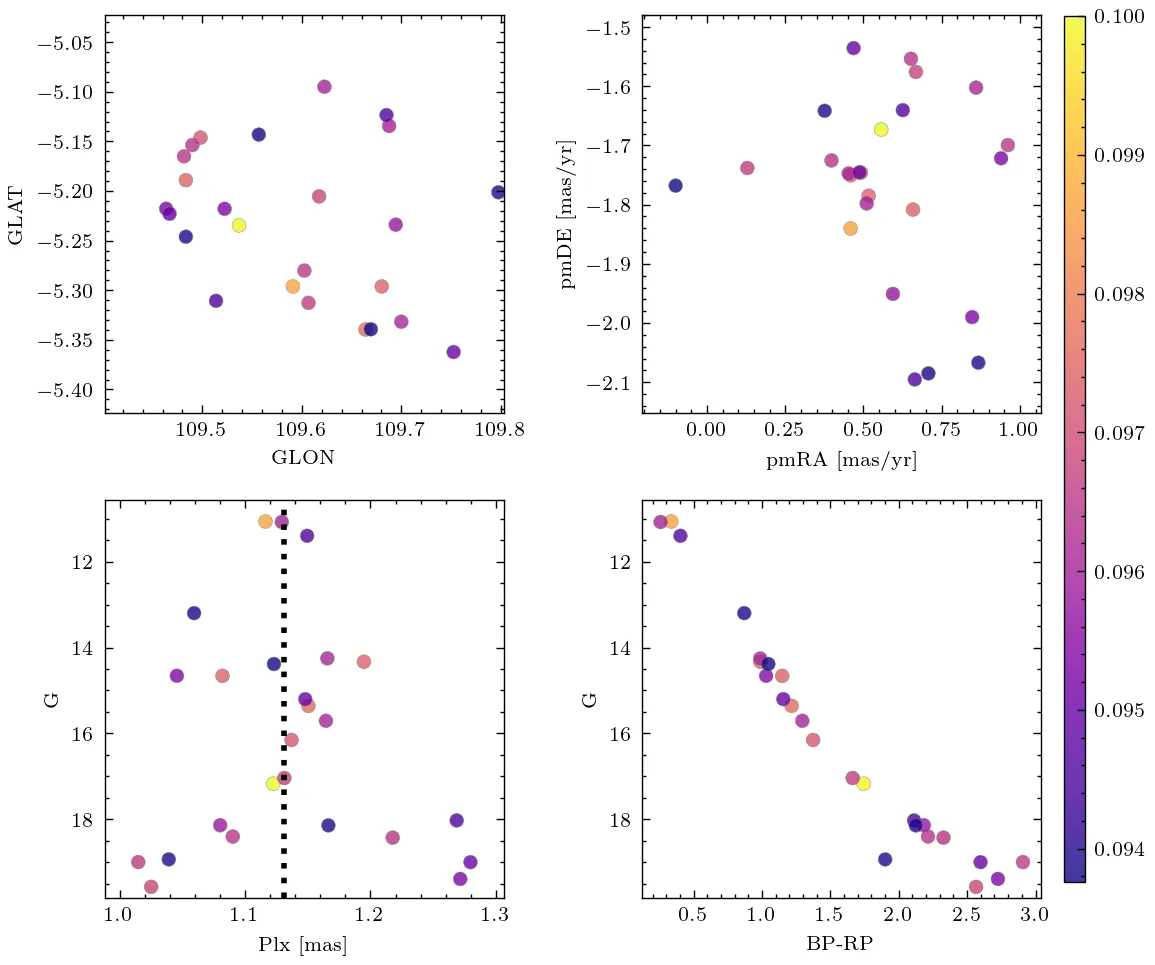 −5.05
−5.10
−5.15
−5.20
−5.25
−5.30
−5.35
−5.40
GLAT
109.5 109.6 109.7 109.8
GLON
−1.5
−1.6
−1.7
−1.8
−1.9
−2.0
−2.1
pmDE [mas/yr]
0.00 0.25 0.50 0.75 1.00
pmRA [mas/yr]
0.100
0.099
0.098
0.097
0.096
0.095
0.094
12
14
16
18
G
1.0 1.1 1.2 1.3
Plx [mas]
12
14
16
18
G
0.5 1.0 1.5 2.0 2.5 3.0
BP-RP